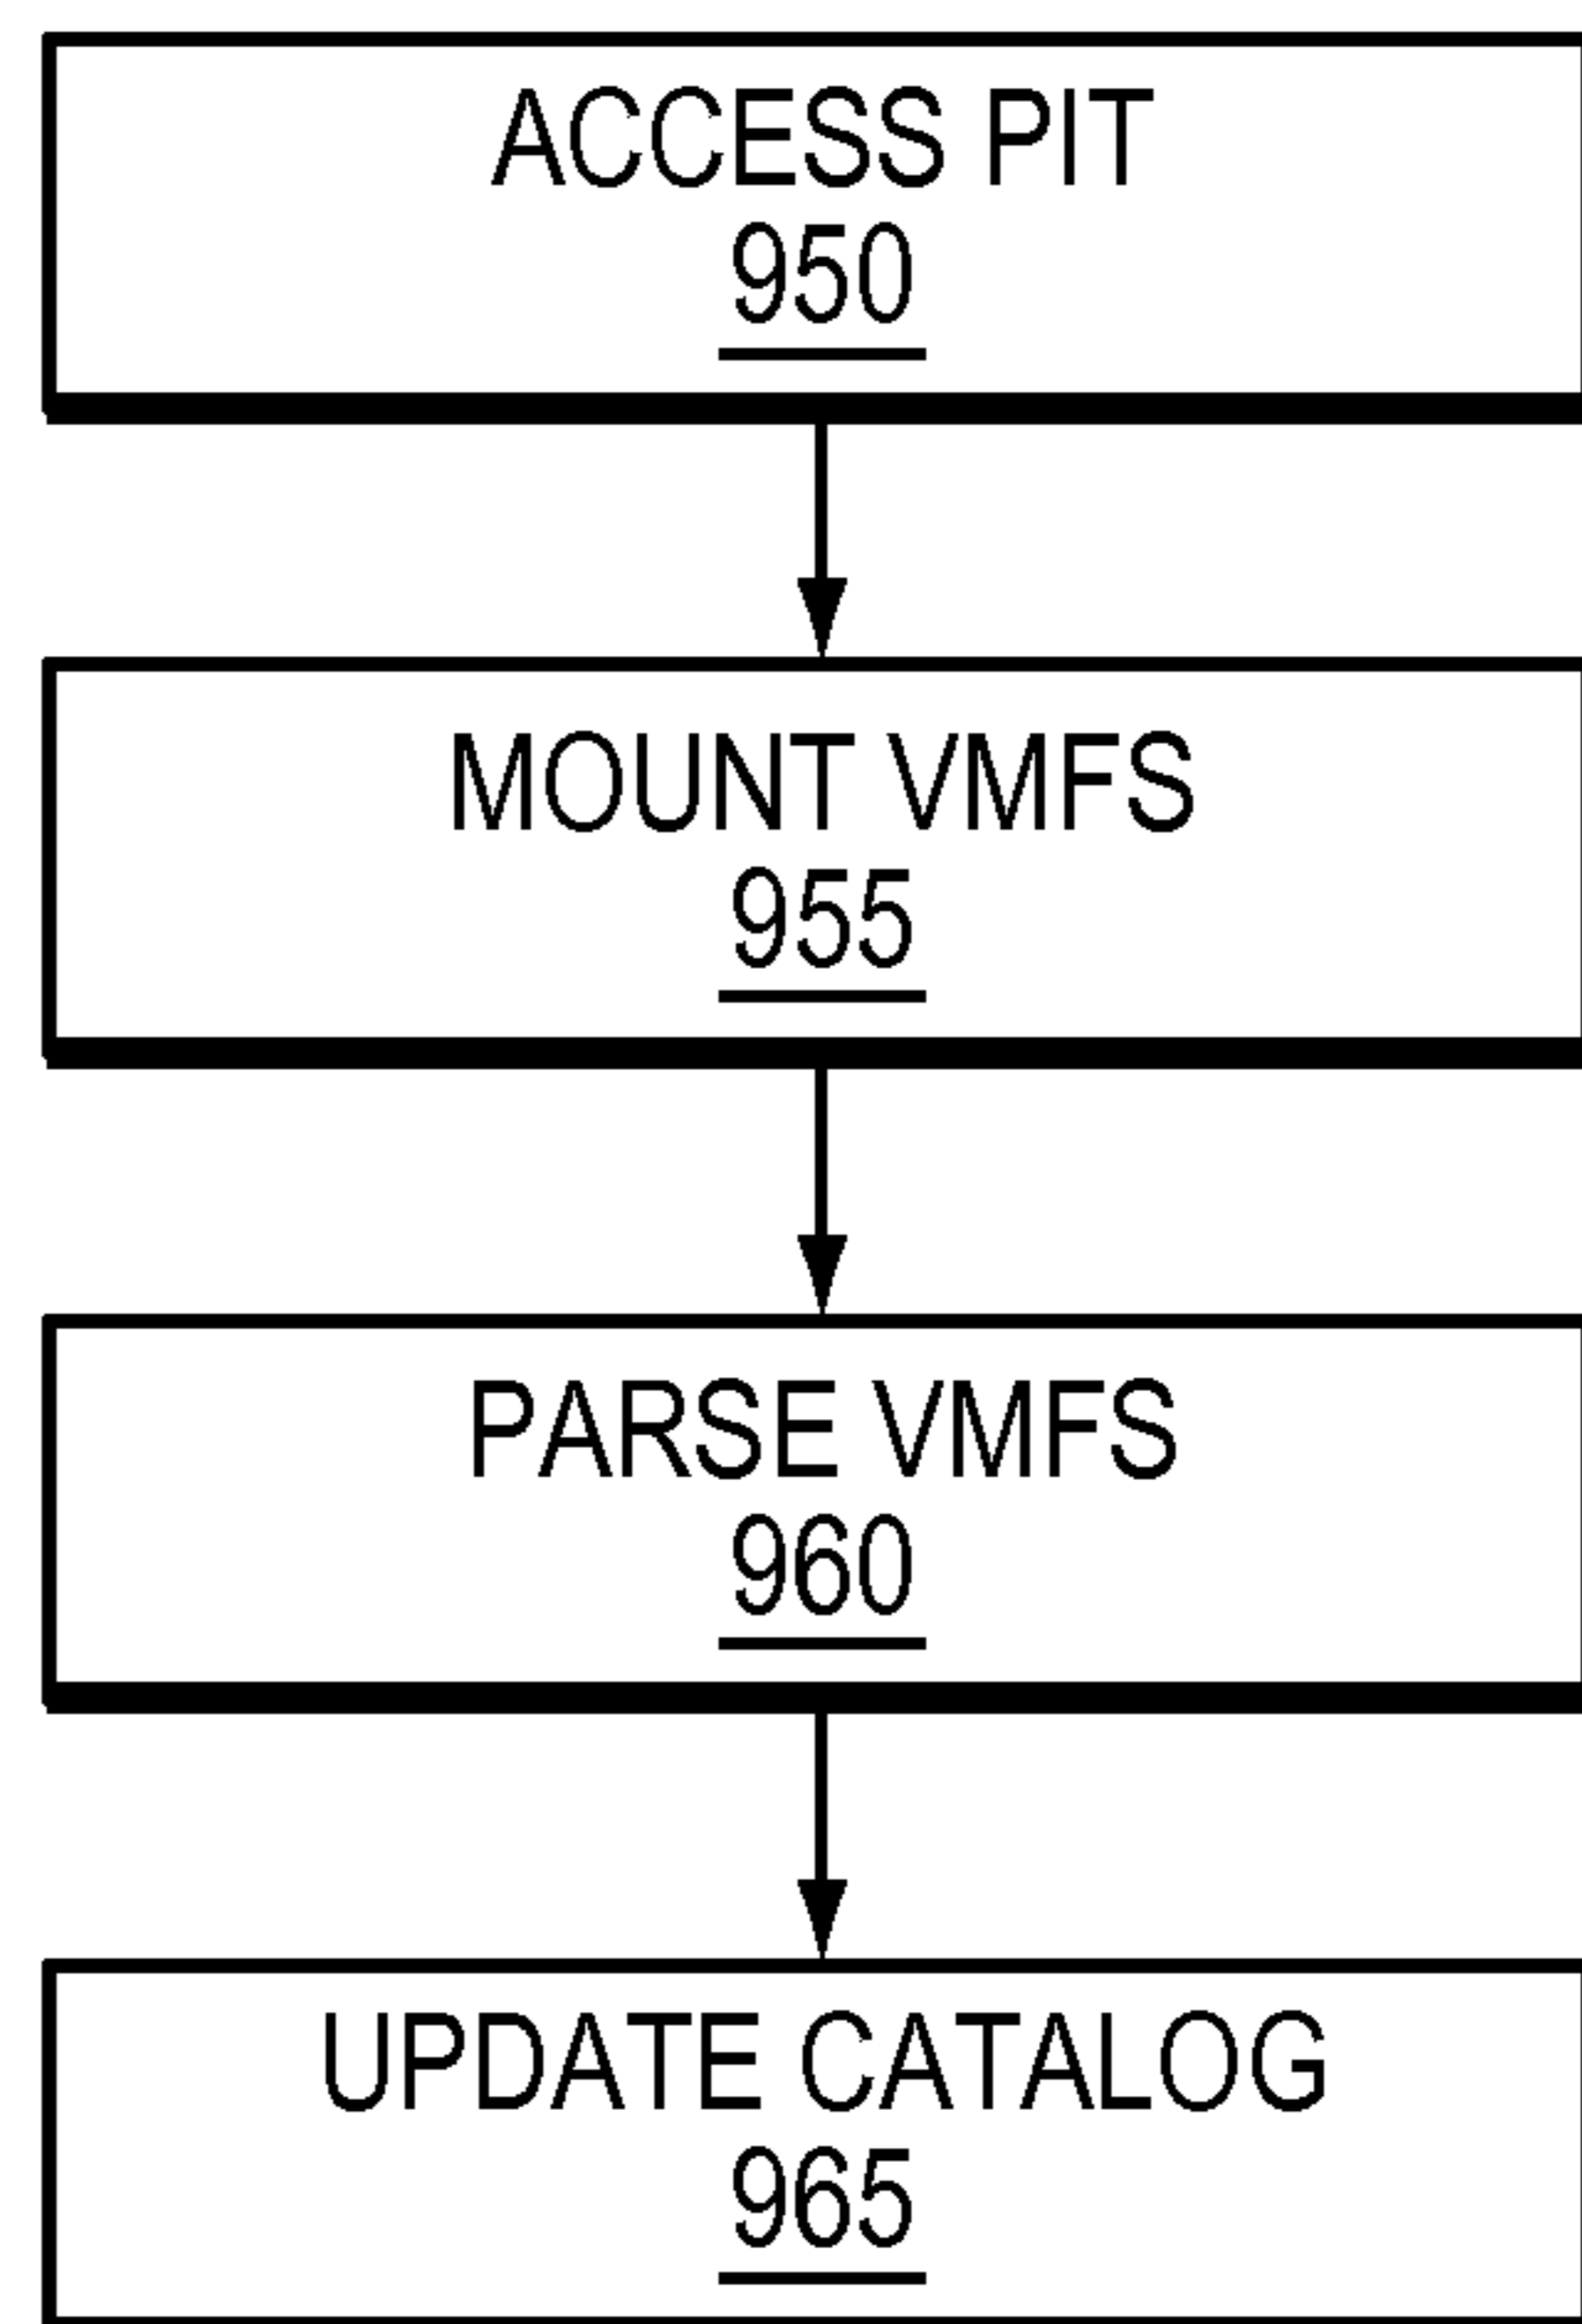 ACCESS PIT
950
MOUNT VMFS
955
PARSE VMFS
960
UPDATE CATALOG
965